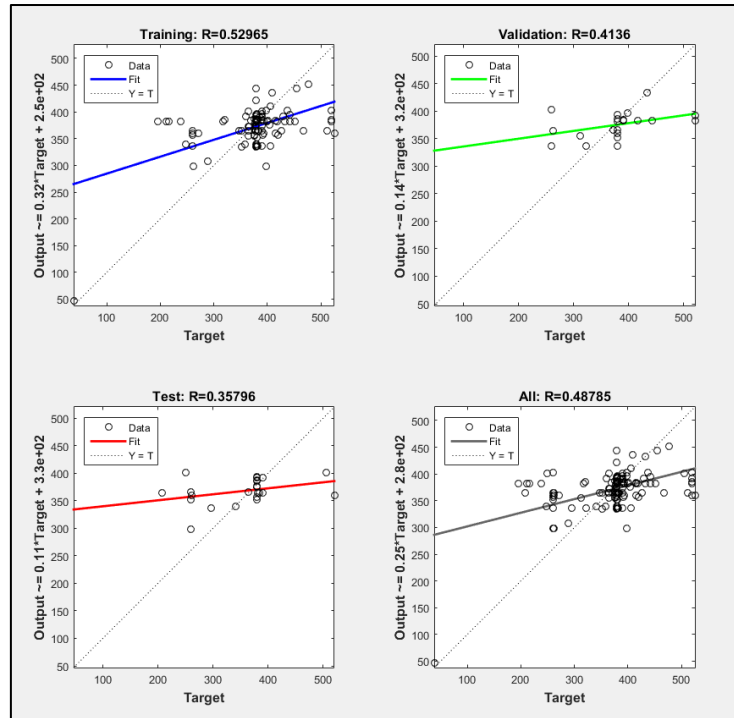 Training: R=0.52965
Output ~= 0.32*Target + 2.5e+02
500
450
400
350
300
250
200
150
100
50
Data
Fit
Y = T
100 200 300 400 500
Target
Validation: R=0.4136
Output ~= 0.14*Target + 3.2e+02
500
450
400
350
300
250
200
150
100
50
Data
Fit
Y = T
100 200 300 400 500
Target
Test: R=0.35796
Output ~= 0.11*Target + 3.3e+02
500
450
400
350
300
250
200
150
100
50
Data
Fit
Y = T
100 200 300 400 500
Target
All: R=0.48785
Output ~= 0.25*Target + 2.8e+02
500
450
400
350
300
250
200
150
100
50
Data
Fit
Y = T
100 200 300 400 500
Target